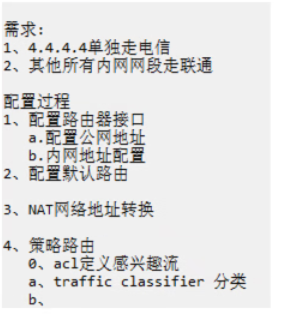 需求：
1、4.4.4.4单独走电信
2、其他所有内网网段走联通
配置过程
1、配置路由器接口
a.配置公网地址
b.内网地址配置
2、配置默认路由
3、NAT网络地址转换
4、策略路由
0、acl定义感兴趣流
a、traffic classifier 分类
b、